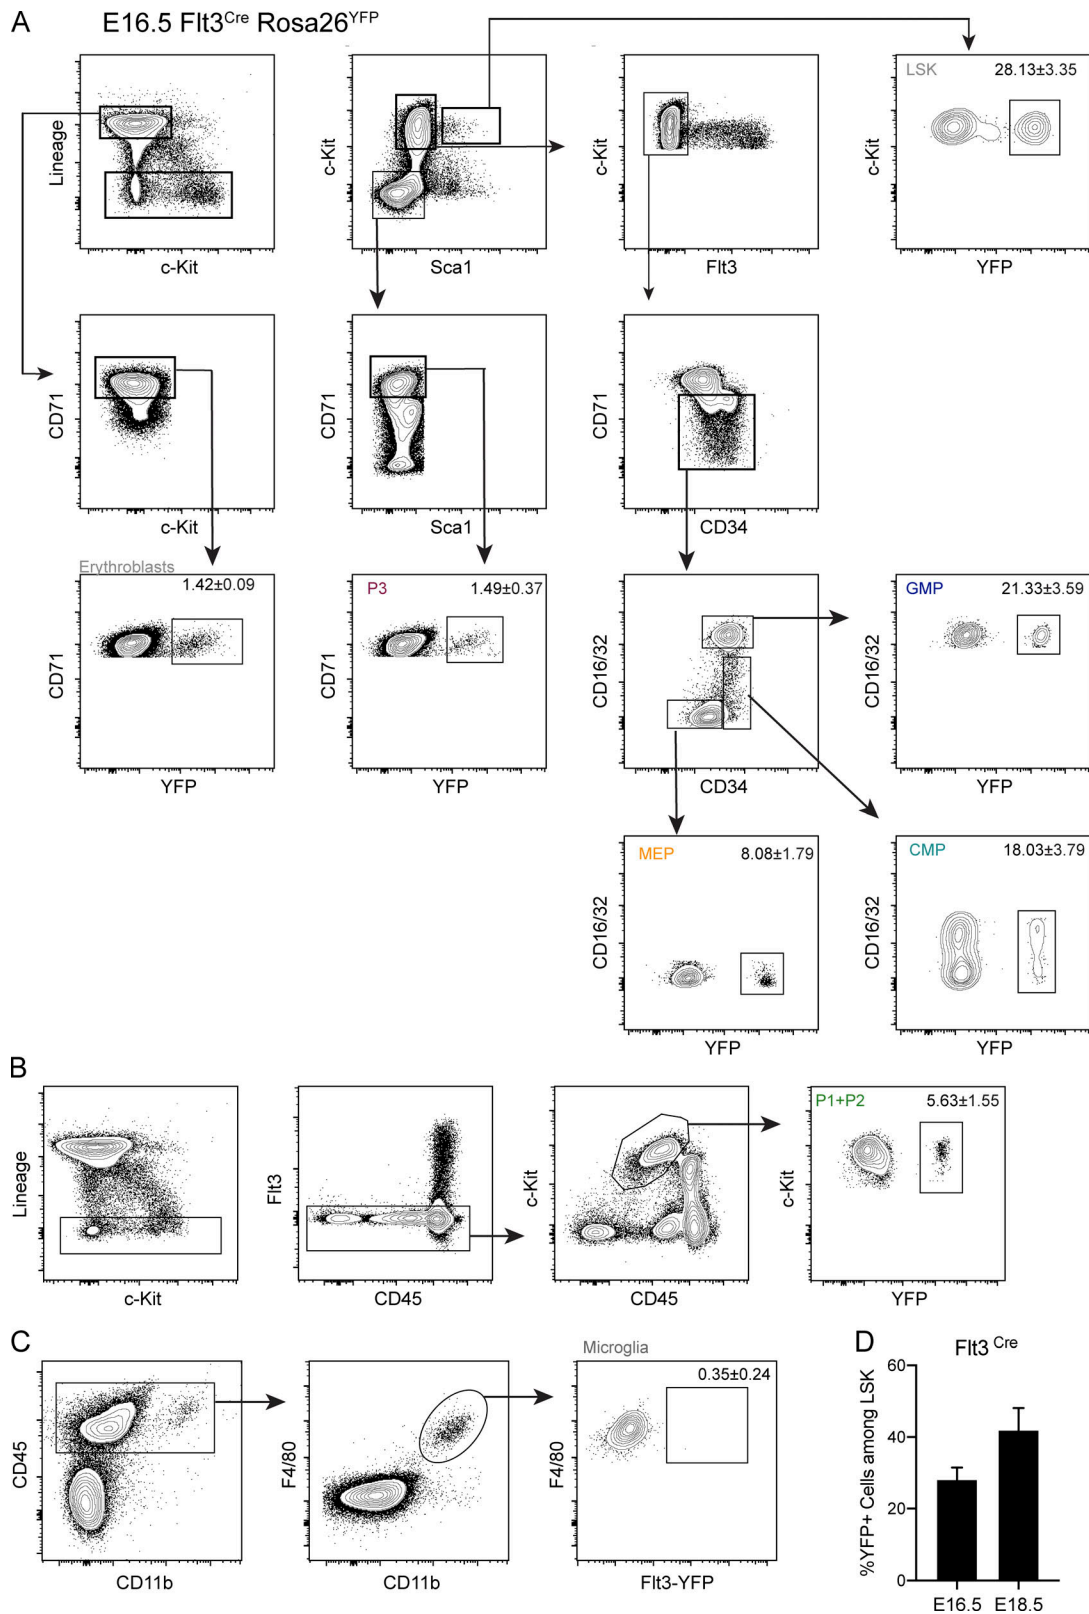 A
E16.5 Flt3Cre Rosa26YFP
Lineage
c-Kit
c-Kit
Sca1
c-Kit
Flt3
LSK 28.13±3.35
c-Kit
YFP
CD71
c-Kit
CD71
Sca1
CD71
CD34
Erythroblasts
1.42±0.09
CD71
YFP
P3 1.49±0.37
CD71
YFP
CD16/32
CD34
GMP 21.33±3.59
CD16/32
YFP
MEP 8.08±1.79
CD16/32
YFP
CMP 18.03±3.79
CD16/32
YFP
B
Lineage
c-Kit
Flt3
CD45
c-Kit
CD45
P1+P2 5.63±1.55
c-Kit
YFP
C
CD45
CD11b
F4/80
CD11b
Microglia
0.35±0.24
F4/80
Flt3-YFP
D
Flt3 Cre
%YFP+ Cells among LSK
60
40
20
0
E16.5 E18.5